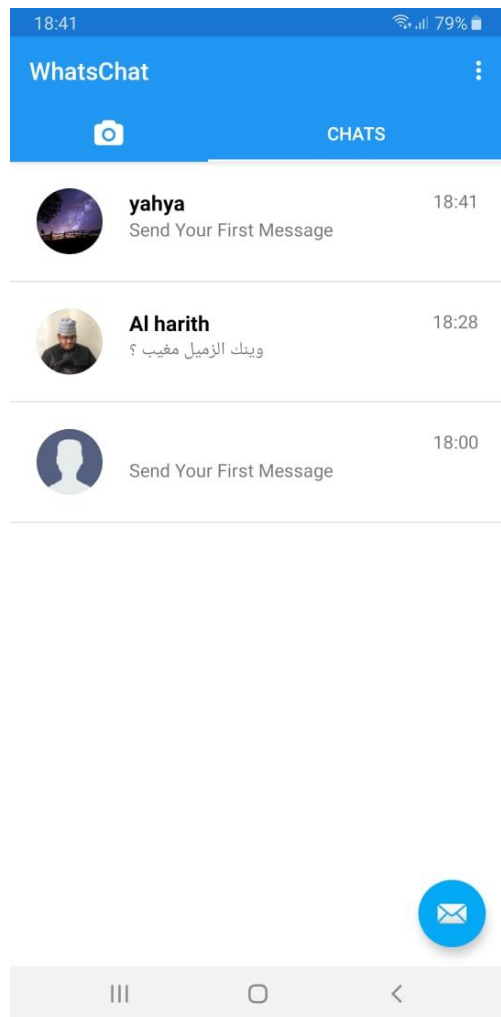 18:41 79%
WhatsChat
CHATS
yahya 18:41
Send Your First Message
Al harith 18:28
وينك الزميل مغيب ؟
18:00
Send Your First Message